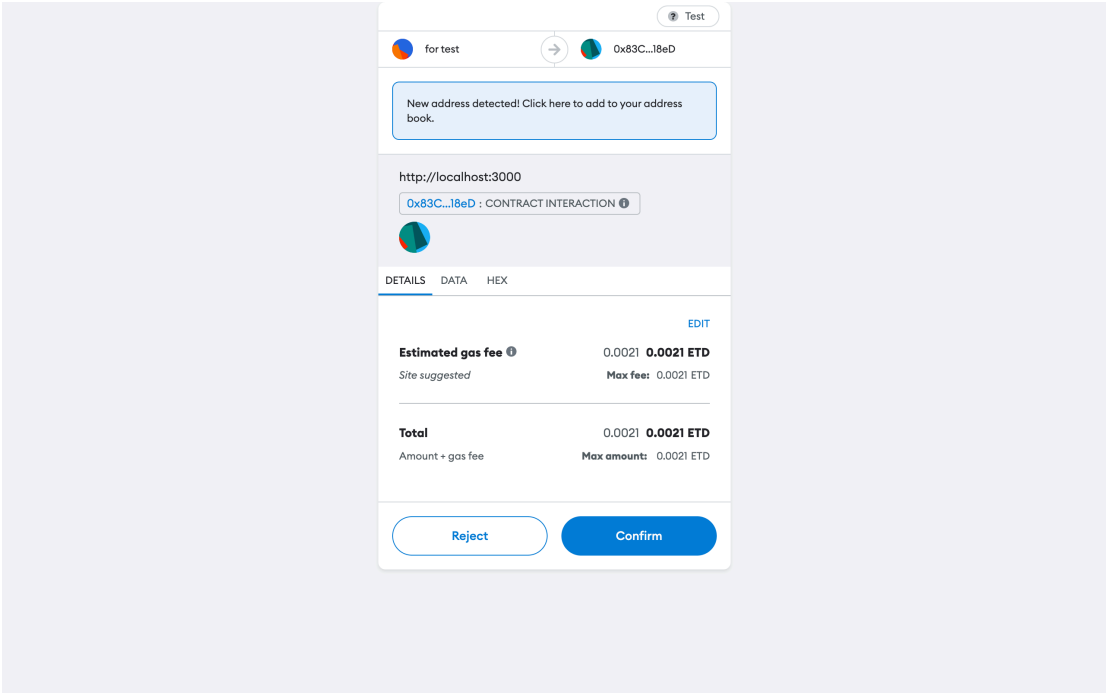 ? Test
for test
0x83C...18eD
New address detected! Click here to add to your address
book.
http://localhost:3000
0x83C...18eD : CONTRACT INTERACTION
DETAILS DATA HEX
EDIT
Estimated gas fee 0.0021 0.0021 ETD
Site suggested Max fee: 0.0021 ETD
Total 0.0021 0.0021 ETD
Amount + gas fee Max amount: 0.0021 ETD
Reject Confirm